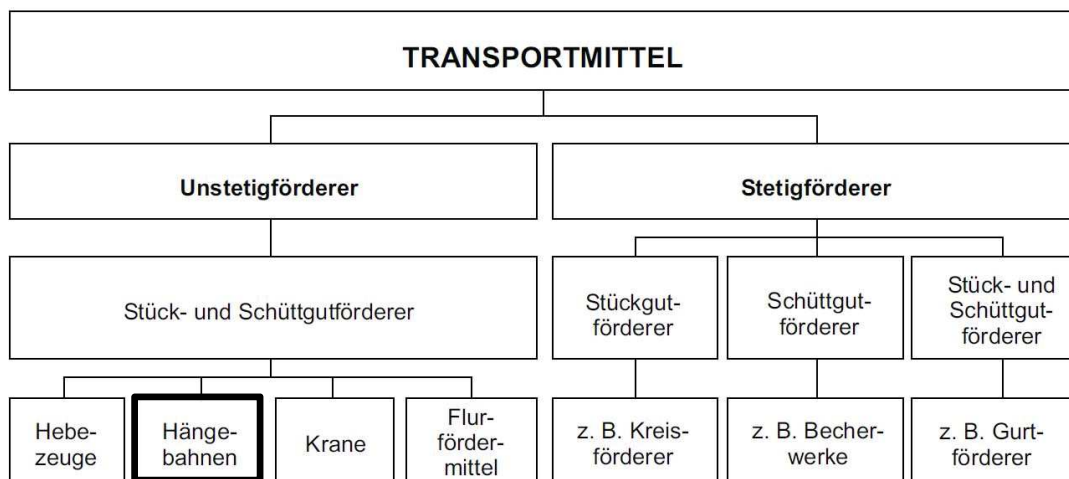 TRANSPORTMITTEL
Unstetigförderer
Stetigförderer
Stück- und Schüttgutförderer
Stückgut-
förderer
Schüttgut-
förderer
Stück- und
Schüttgut-
förderer
Hebe-
zeuge
Hänge-
bahnen
Krane
Flur-
förder-
mittel
z. B. Kreis-
förderer
z. B. Becher-
werke
z. B. Gurt-
förderer